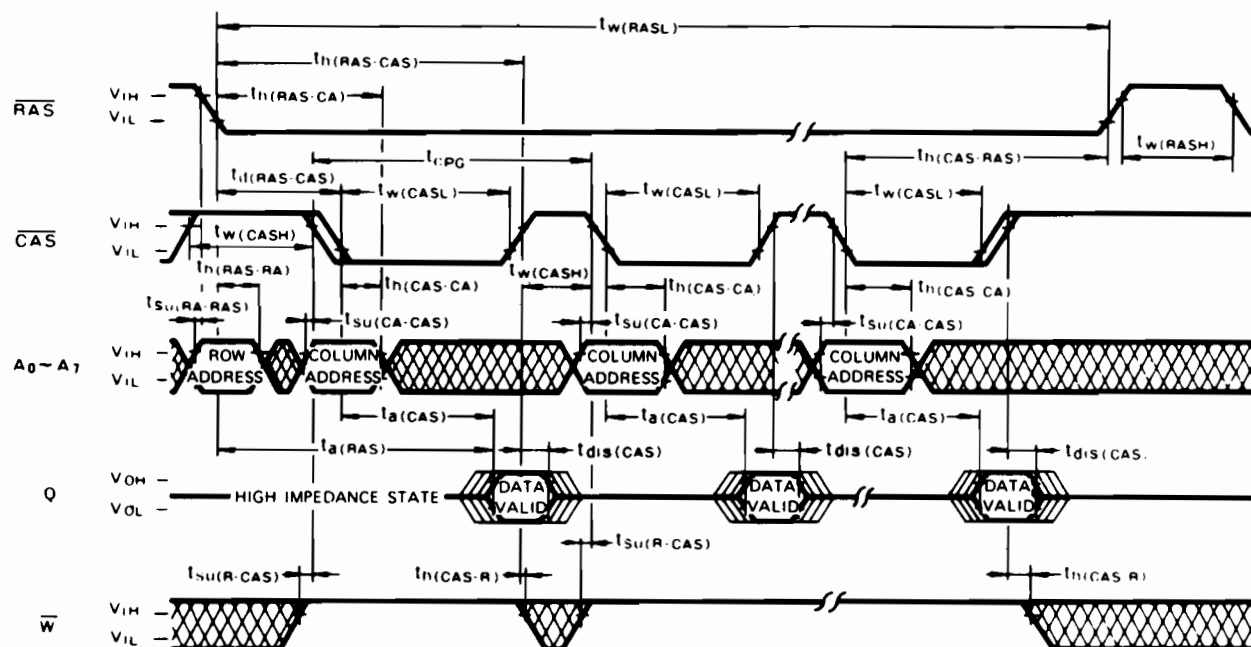 tw(RASL)
th(RAS-CAS)
RAS
VIH
VIL
th(RAS-CA)
tCPG
th(CAS-RAS)
tw(RASH)
td(RAS-CAS)
tw(CASL)
tw(CASL)
tw(CASL)
CAS
VIH
VIL
tw(CASH)
th(RAS-RA)
tw(CASH)
th(CAS-CA)
th(CAS-CA)
th(CAS-CA)
tsu(RA-RAS)
tsu(CA-CAS)
tsu(CA-CAS)
tsu(CA-CAS)
A0~A7
VIH
VIL
ROW ADDRESS
COLUMN ADDRESS
COLUMN ADDRESS
COLUMN ADDRESS
ta(CAS)
ta(CAS)
ta(CAS)
ta(RAS)
tdis(CAS)
tdis(CAS)
tdis(CAS.
Q
VOH
VOL
HIGH IMPEDANCE STATE
DATA VALID
DATA VALID
DATA VALID
tsu(R-CAS)
tsu(R-CAS)
th(CAS-R)
th(CAS-R)
W
VIH
VIL